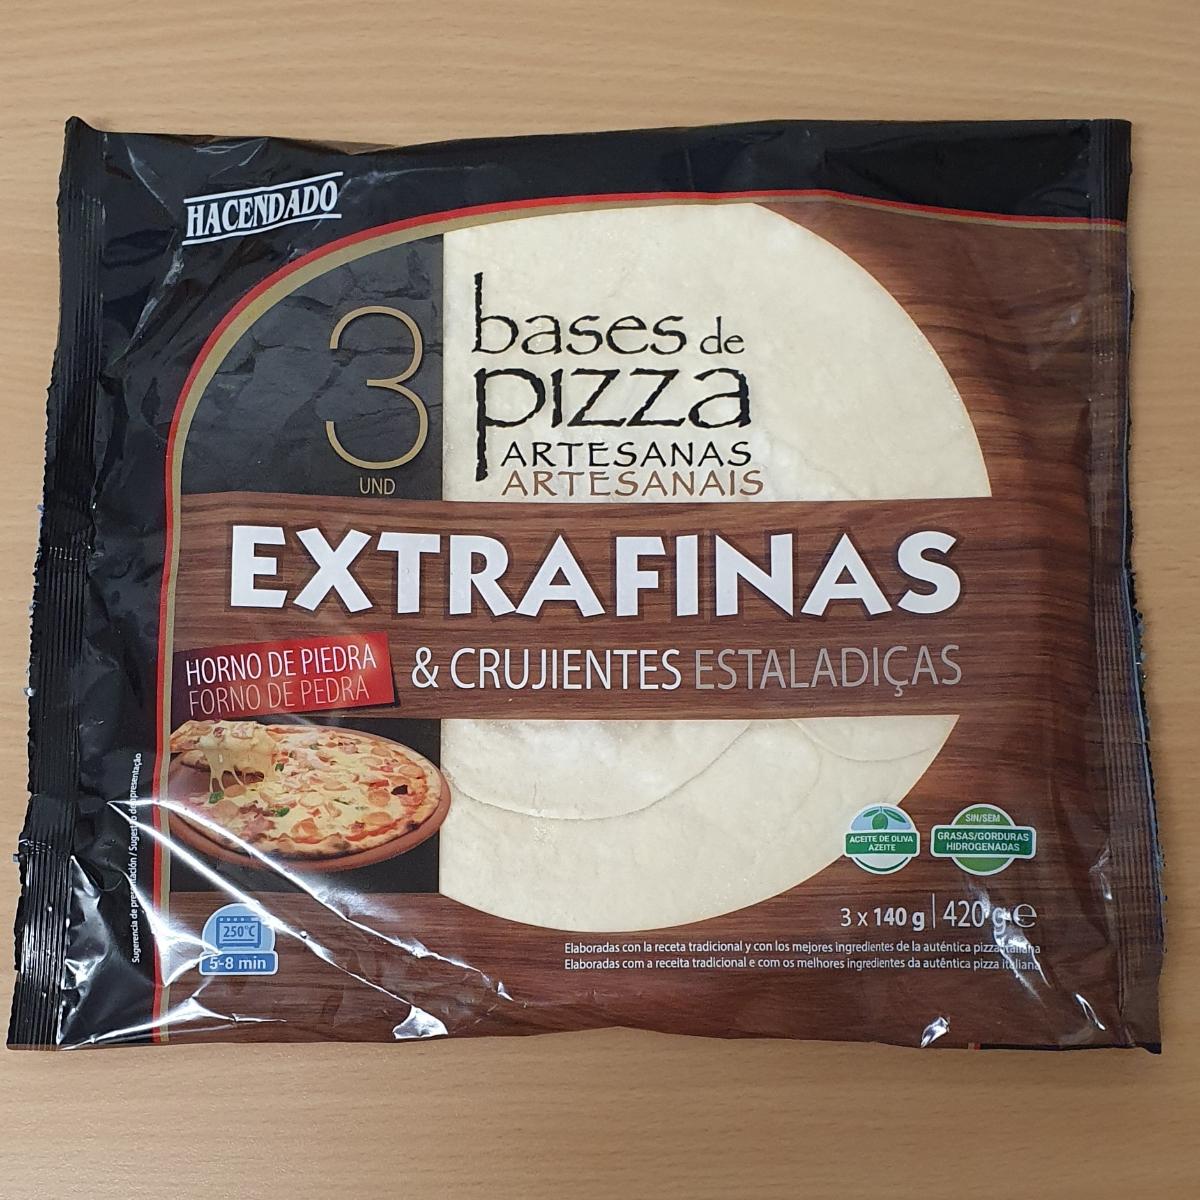 HACENDADO
3
UND
bases de
pizza
ARTESANAS
ARTESANAIS
EXTRAFINAS
HORNO DE PIEDRA
FORNO DE PEDRA
& CRUJIENTES ESTALADIÇAS
Sugerencia de presentación / Sugestão de apresentação
ACEITE DE OLIVA
AZEITE
SIN/SEM
GRASAS/GORDURAS
HIDROGENADAS
250°C
5-8 min
3 x 140 g | 420 g e
Elaboradas con la receta tradicional y con los mejores ingredientes de la auténtica pizza italiana
Elaboradas com a receita tradicional e com os melhores ingredientes da autêntica pizza italiana